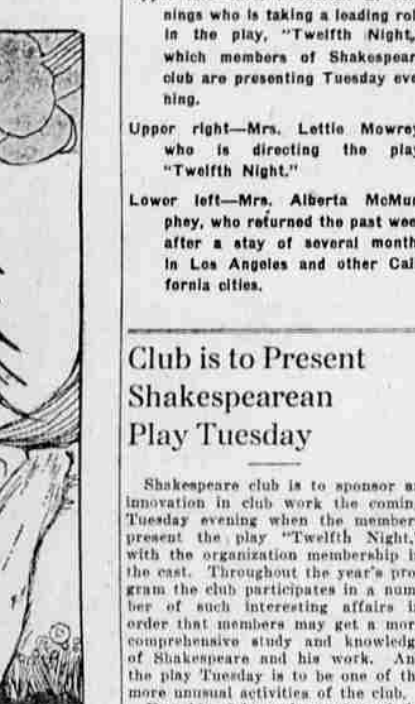 nings who is taking a leading rol
in the play, "Twelfth Night,
which members of Shakespear
club are presenting Tuesday eve
ning.
Upper right—Mrs. Lettie Mowrey
who is directing the play
"Twelfth Night."
Lower left—Mrs. Alberta McMur
phey, who returned the past wee
after a stay of several month
in Los Angeles and other Cali
fornia cities.
Club is to Present
Shakespearean
Play Tuesday
Shakespeare club is to sponsor a
innovation in club work the comin
Tuesday evening when the member
present the play "Twelfth Night,"
with the organization membership i
the cast. Throughout the year's pro
gram the club participates in a num
ber of such interesting affairs i
order that members may get a mor
comprehensive study and knowledg
of Shakespeare and his work. An
the play Tuesday is to be one of th
more unusual activities of the club.